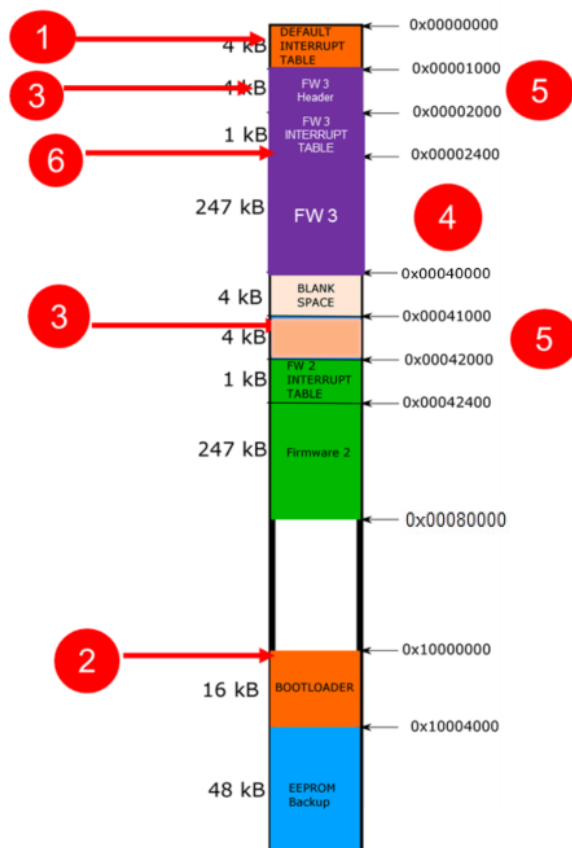 0x00000000
1
DEFAULT
INTERRUPT
TABLE
4 kB
0x00001000
3
4 kB
FW 3
Header
5
0x00002000
1 kB
FW 3
INTERRUPT
TABLE
6
0x00002400
247 kB
FW 3
4
0x00040000
4 kB
BLANK
SPACE
3
0x00041000
4 kB
5
0x00042000
1 kB
FW 2
INTERRUPT
TABLE
0x00042400
247 kB
Firmware 2
0x00080000
2
0x10000000
16 kB
BOOTLOADER
0x10004000
48 kB
EEPROM
Backup